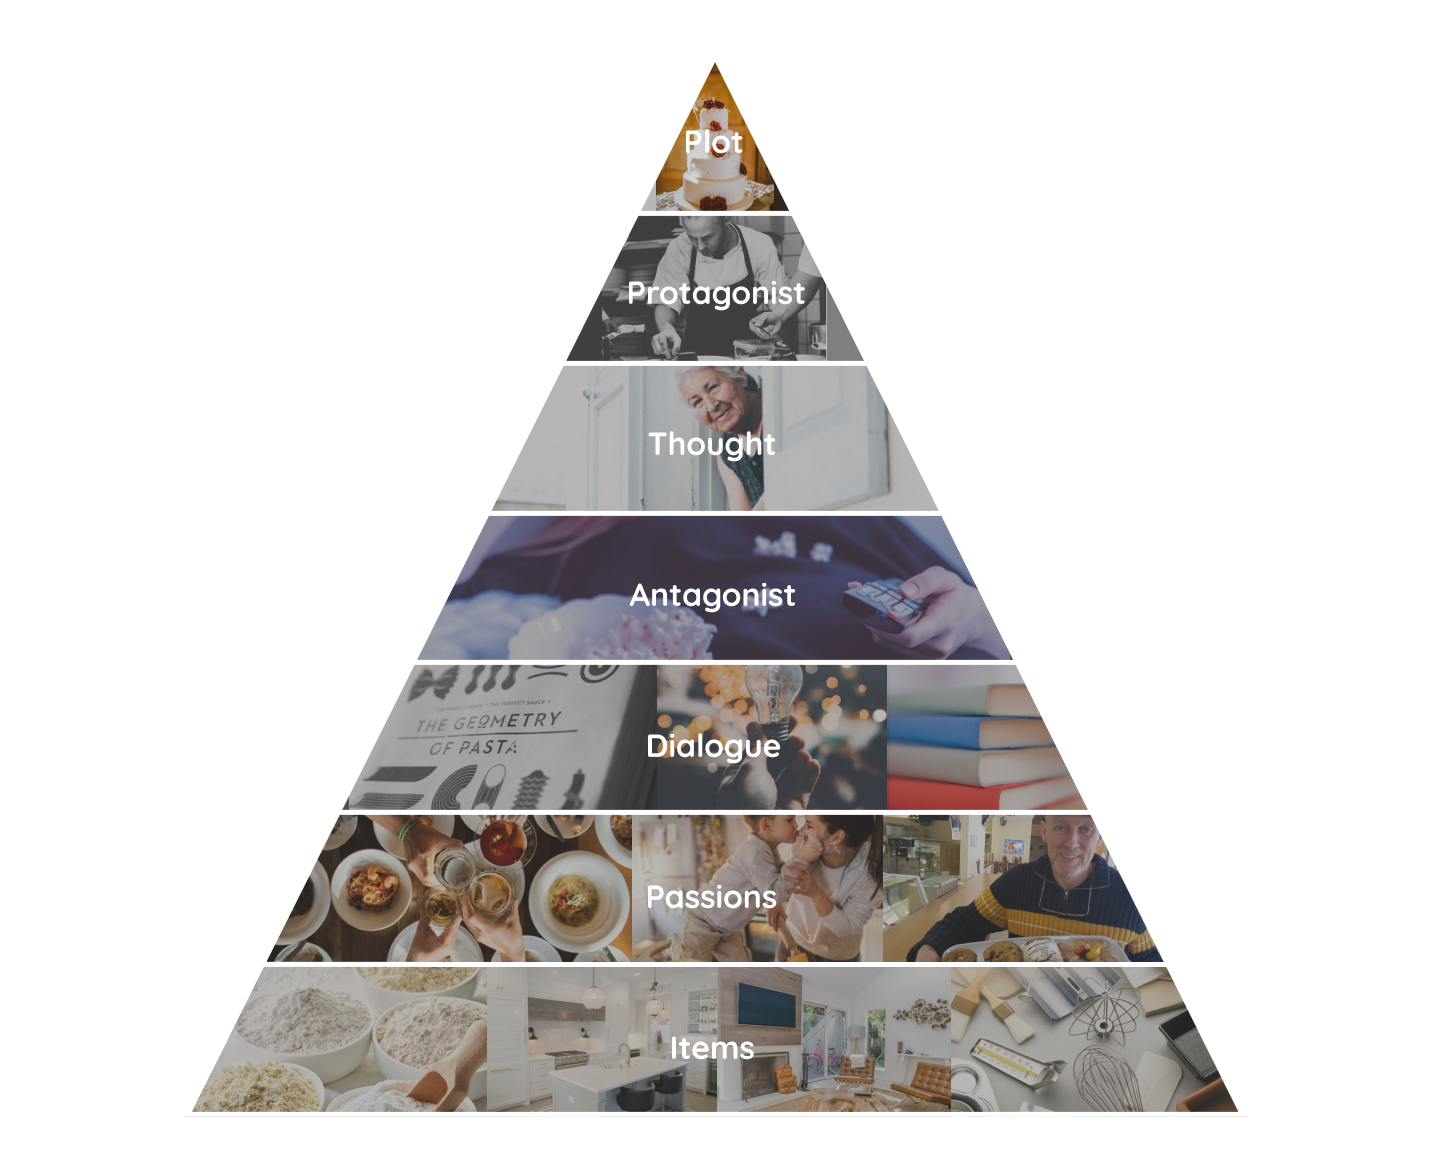 Plot
Protagonist
Thought
Antagonist
THE PERFECT SHAPE + THE PERFECT SAUCE =
THE GEOMETRY
OF PASTA
Dialogue
Passions
Items